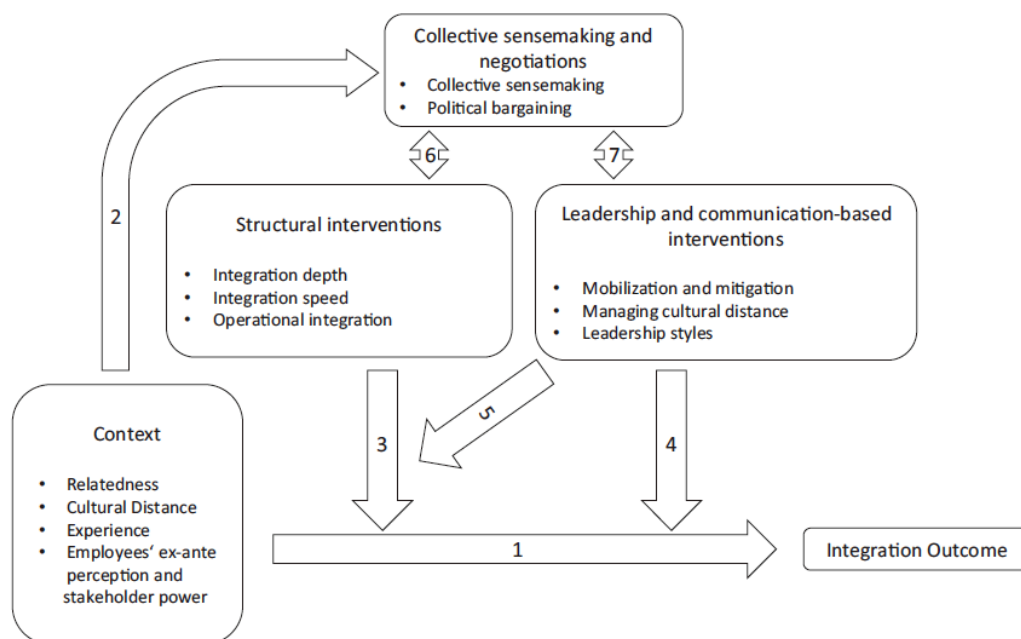 Collective sensemaking and
negotiations
• Collective sensemaking
• Political bargaining
6
7
2
Structural interventions
• Integration depth
• Integration speed
• Operational integration
Leadership and communication-based
interventions
• Mobilization and mitigation
• Managing cultural distance
• Leadership styles
5
3
4
Context
• Relatedness
• Cultural Distance
• Experience
• Employees‘ ex-ante
perception and
stakeholder power
1
Integration Outcome